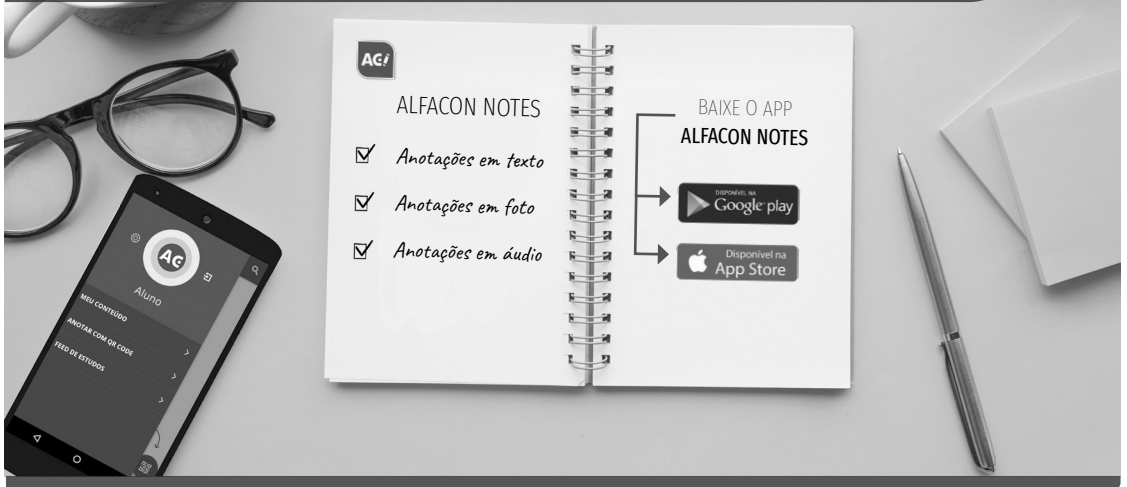 AC
Aluno
MEU CONTEÚDO
ANOTAR COM QR CODE
FEED DE ESTUDOS
AC
ALFACON NOTES
Anotações em texto
Anotações em foto
Anotações em áudio
BAIXE O APP
ALFACON NOTES
DISPONÍVEL NA
Google play
Disponível na
App Store